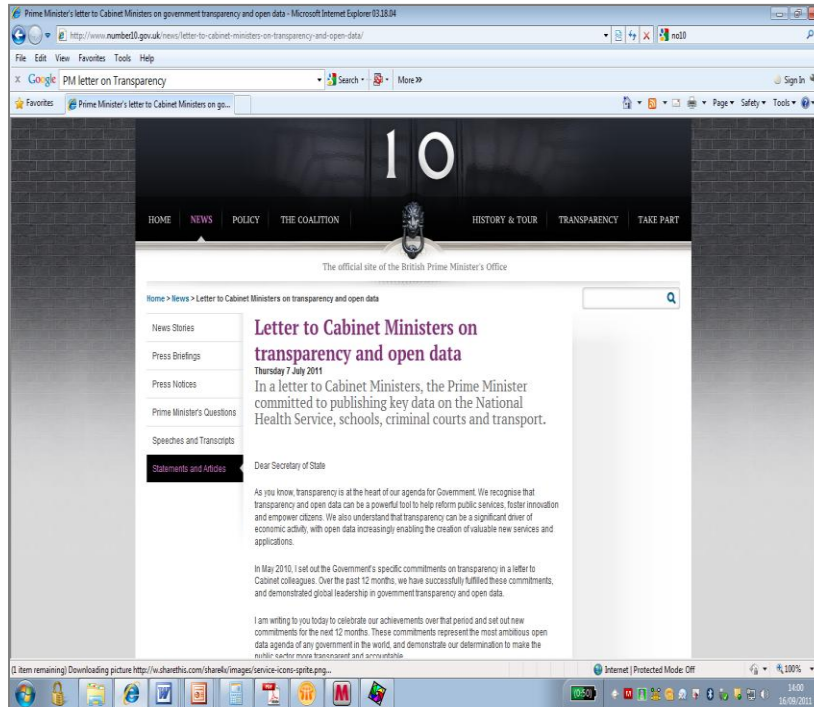 Prime Minister's letter to Cabinet Ministers on government transparency and open data - Microsoft Internet Explorer 03.18.04
http://www.number10.gov.uk/news/letter-to-cabinet-ministers-on-transparency-and-open-data/
no10
File Edit View Favorites Tools Help
x Google PM letter on Transparency Search More >> Sign In
Favorites Prime Minister's letter to Cabinet Ministers on go... Page Safety Tools
10
HOME NEWS POLICY THE COALITION HISTORY & TOUR TRANSPARENCY TAKE PART
The official site of the British Prime Minister's Office
Home > News > Letter to Cabinet Ministers on transparency and open data
News Stories
Press Briefings
Press Notices
Prime Minister's Questions
Speeches and Transcripts
Statements and Articles
Letter to Cabinet Ministers on
transparency and open data
Thursday 7 July 2011
In a letter to Cabinet Ministers, the Prime Minister
committed to publishing key data on the National
Health Service, schools, criminal courts and transport.
Dear Secretary of State
As you know, transparency is at the heart of our agenda for Government. We recognise that
transparency and open data can be a powerful tool to help reform public services, foster innovation
and empower citizens. We also understand that transparency can be a significant driver of
economic activity, with open data increasingly enabling the creation of valuable new services and
applications.
In May 2010, I set out the Government's specific commitments on transparency in a letter to
Cabinet colleagues. Over the past 12 months, we have successfully fulfilled these commitments,
and demonstrated global leadership in government transparency and open data.
I am writing to you today to celebrate our achievements over that period and set out new
commitments for the next 12 months. These commitments represent the most ambitious open
data agenda of any government in the world, and demonstrate our determination to make the
public sector more transparent and accountable
(1 item remaining) Downloading picture http://w.sharethis.com/share4x/images/service-icons-sprite.png...
Internet | Protected Mode: Off 100%
(0:50)
14:00
16/09/2011